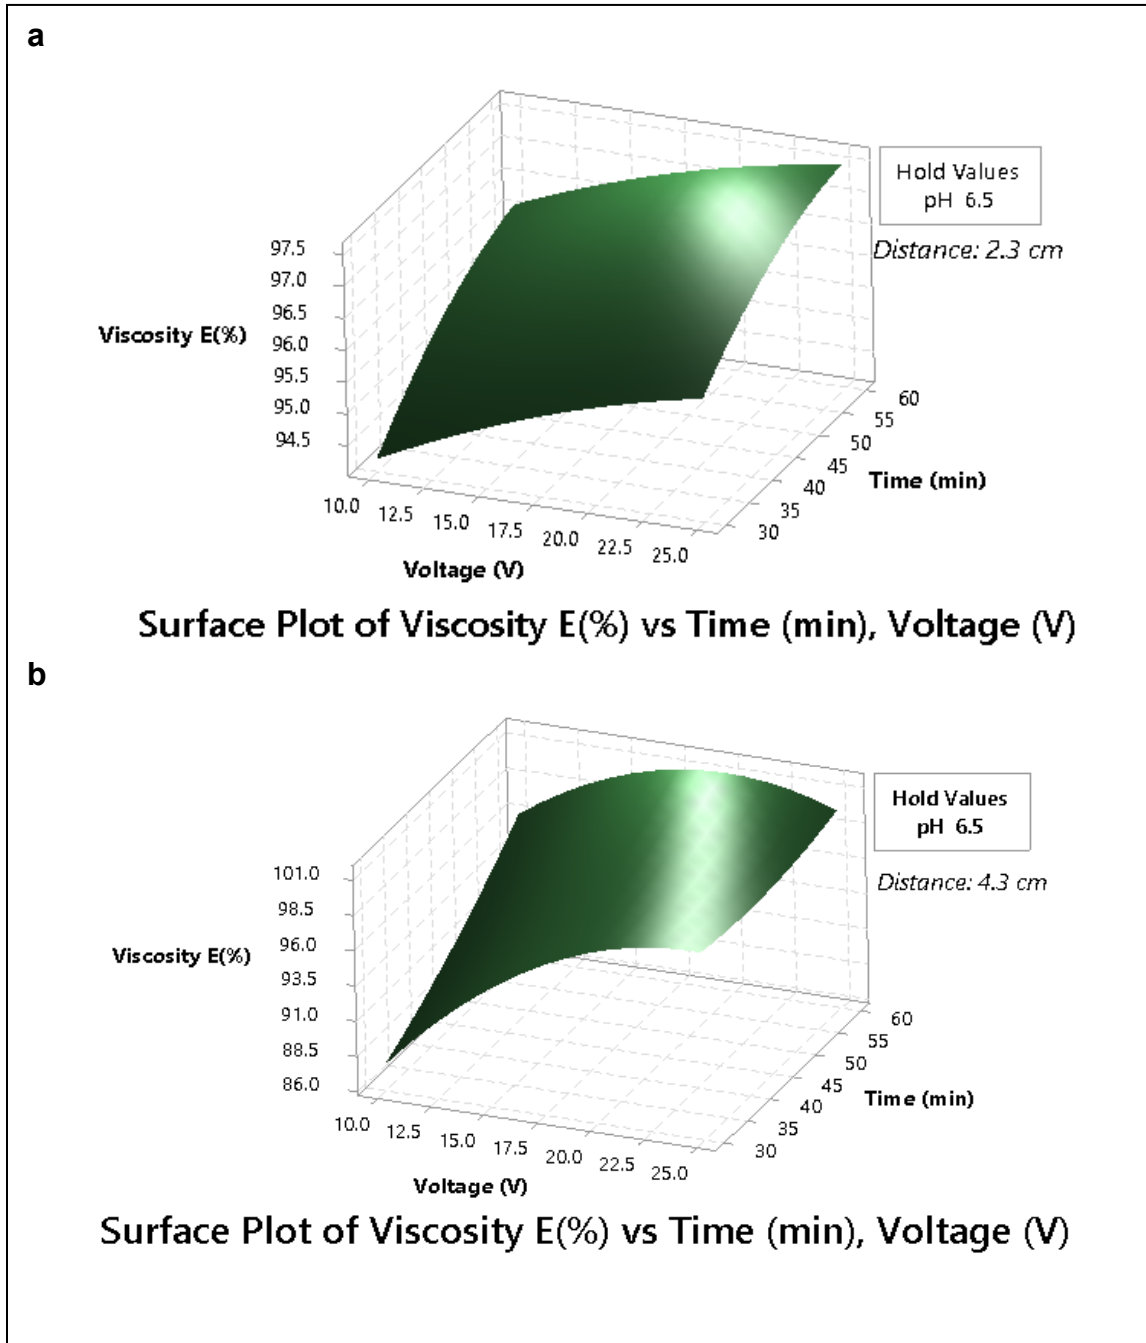 a
Hold Values
pH 6.5
Distance: 2.3 cm
97.5
97.0
96.5
96.0
95.5
95.0
94.5
Viscosity E(%)
60
55
50
45
40
35
30
Time (min)
10.0
12.5
15.0
17.5
20.0
22.5
25.0
Voltage (V)
Surface Plot of Viscosity E(%) vs Time (min), Voltage (V)
b
Hold Values
pH 6.5
Distance: 4.3 cm
101.0
98.5
96.0
93.5
91.0
88.5
86.0
Viscosity E(%)
60
55
50
45
40
35
30
Time (min)
10.0
12.5
15.0
17.5
20.0
22.5
25.0
Voltage (V)
Surface Plot of Viscosity E(%) vs Time (min), Voltage (V)